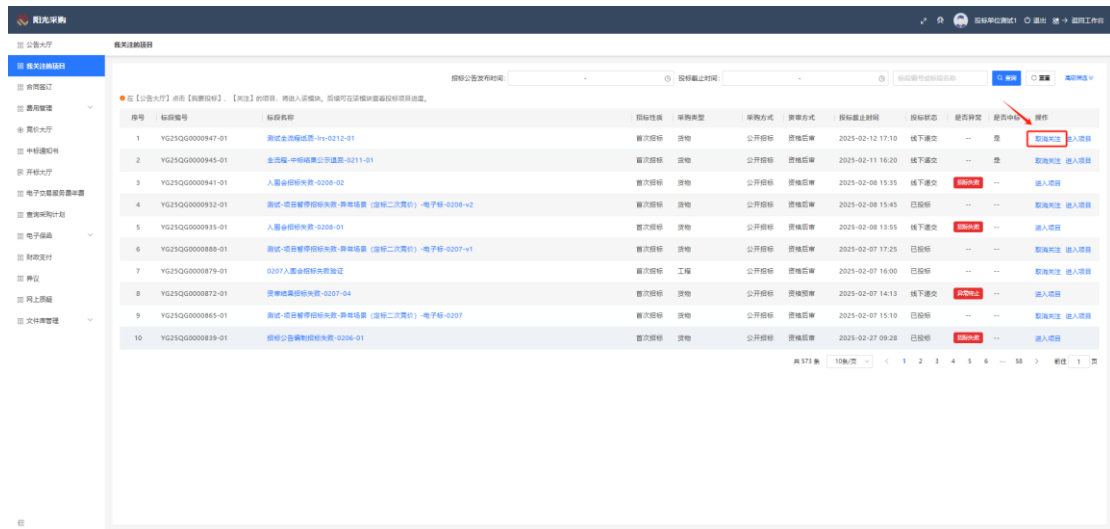 阳光采购
投标单位测试1 退出 返回工作台
公告大厅
我关注的项目
合同签订
费用管理
竞价大厅
中标通知书
开标大厅
电子交易服务费年费
查询采购计划
电子保函
财政支付
异议
网上质疑
文件库管理
我关注的项目
招标公告发布时间: - 投标截止时间: - 标段编号或标段名称 查询 重置 高级筛选
在【公告大厅】点击【我要投标】、【关注】的项目，将进入该模块。后续可在该模块查看投标项目进度。
序号 标段编号 标段名称 招标性质 采购类型 采购方式 资审方式 投标截止时间 投标状态 是否异常 是否中标 操作
1 YG25QG0000947-01 测试全流程纸质-lrs-0212-01 首次招标 货物 公开招标 资格后审 2025-02-12 17:10 线下递交 -- 是 取消关注 进入项目
2 YG25QG0000945-01 全流程-中标结果公示退回-0211-01 首次招标 货物 公开招标 资格后审 2025-02-11 16:20 线下递交 -- 是 取消关注 进入项目
3 YG25QG0000941-01 入围会招标失败-0208-02 首次招标 货物 公开招标 资格后审 2025-02-08 15:35 线下递交 招标失败 -- 进入项目
4 YG25QG0000932-01 测试-项目暂停招标失败-异常场景（定标二次竞价）-电子标-0208-v2 首次招标 货物 公开招标 资格后审 2025-02-08 15:45 已投标 -- -- 取消关注 进入项目
5 YG25QG0000935-01 入围会招标失败-0208-01 首次招标 货物 公开招标 资格后审 2025-02-08 13:55 线下递交 招标失败 -- 进入项目
6 YG25QG0000888-01 测试-项目暂停招标失败-异常场景（定标二次竞价）-电子标-0207-v1 首次招标 货物 公开招标 资格后审 2025-02-07 17:25 已投标 -- -- 取消关注 进入项目
7 YG25QG0000879-01 0207入围会招标失败验证 首次招标 工程 公开招标 资格后审 2025-02-07 16:00 已投标 -- -- 取消关注 进入项目
8 YG25QG0000872-01 资审结果招标失败-0207-04 首次招标 货物 公开招标 资格预审 2025-02-07 14:13 线下递交 异常终止 -- 进入项目
9 YG25QG0000865-01 测试-项目暂停招标失败-异常场景（定标二次竞价）-电子标-0207 首次招标 货物 公开招标 资格后审 2025-02-07 15:10 已投标 -- -- 取消关注 进入项目
10 YG25QG0000839-01 招标公告编制招标失败-0206-01 首次招标 货物 公开招标 资格后审 2025-02-27 09:28 已投标 招标失败 -- 进入项目
共 573 条 10条/页 < 1 2 3 4 5 6 ... 58 > 前往 1 页